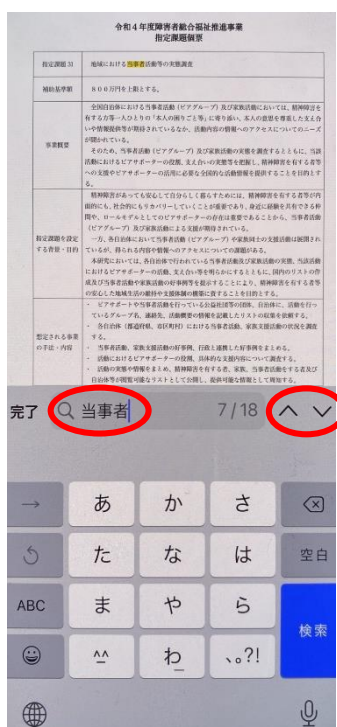 令和４年度障害者総合福祉推進事業
指定課題個票
指定課題 33
地域における当事者活動等の実態調査
補助基準額
８００万円を上限とする。
事業概要
全国自治体における当事者活動（ピアグループ）及び家族活動においては、精神障害を
有する方等一人ひとりの「本人の困りごと等」に寄り添い、本人の意思を尊重した支え合
いや情報提供等が期待されているなか、活動内容の情報へのアクセスについてのニーズ
が聞かれている。
そのため、当事者活動（ピアグループ）及び家族活動の実態を調査するとともに、当該
活動におけるピアサポーターの役割、支え合いの実態等を把握し、精神障害を有する者等
への支援やピアサポーターの活用に必要な全国的な活動情報を提供することを目的とす
る。
指定課題を設定
する背景・目的
精神障害があっても安心して自分らしく暮らすためには、精神障害を有する者等が内
面的にも、社会的にもリカバリーしていくことが重要であり、身近に経験を共有できる仲
間や、ロールモデルとしてのピアサポーターの存在は重要であることから、当事者活動
（ピアグループ）及び家族活動による支援が期待されている。
一方、各自治体において当事者活動（ピアグループ）や家族同士の支援活動は展開され
ているが、得られる内容や情報へのアクセスについての課題がある。
本研究においては、各自治体で行われている当事者活動及び家族活動の実態、当該活動
におけるピアサポーターの活動、支え合い等を明らかにするとともに、国内のリストの作
成及び当事者活動や家族活動の好事例等を提示することにより、精神障害を有する者等
の安心した地域生活の維持や支援体制の構築に資することを目的とする。
想定される事業
の手法・内容
・ ピアサポートや当事者活動を行っている公益社団等の団体、自治体に、活動を行っ
ているグループ名、連絡先、活動概要の情報を記載したリストの収集を依頼する。
・ 各自治体（都道府県、市区町村）における当事者活動、家族支援活動の状況を調査
する。
・ 当事者活動、家族支援活動の好事例、行政と連携した好事例をまとめる。
・ 活動におけるピアサポーターの役割、具体的な支援内容について調査する。
・ 活動の実態や情報をまとめ、精神障害を有する者、家族、当事者活動をする者及び
自治体等が閲覧可能なリストとして公開し、提供可能な情報として周知する。
完了 当事者 7/18
→ あ か さ
た な は 空白
ABC ま や ら
検索
^^ わ_ 、。?!